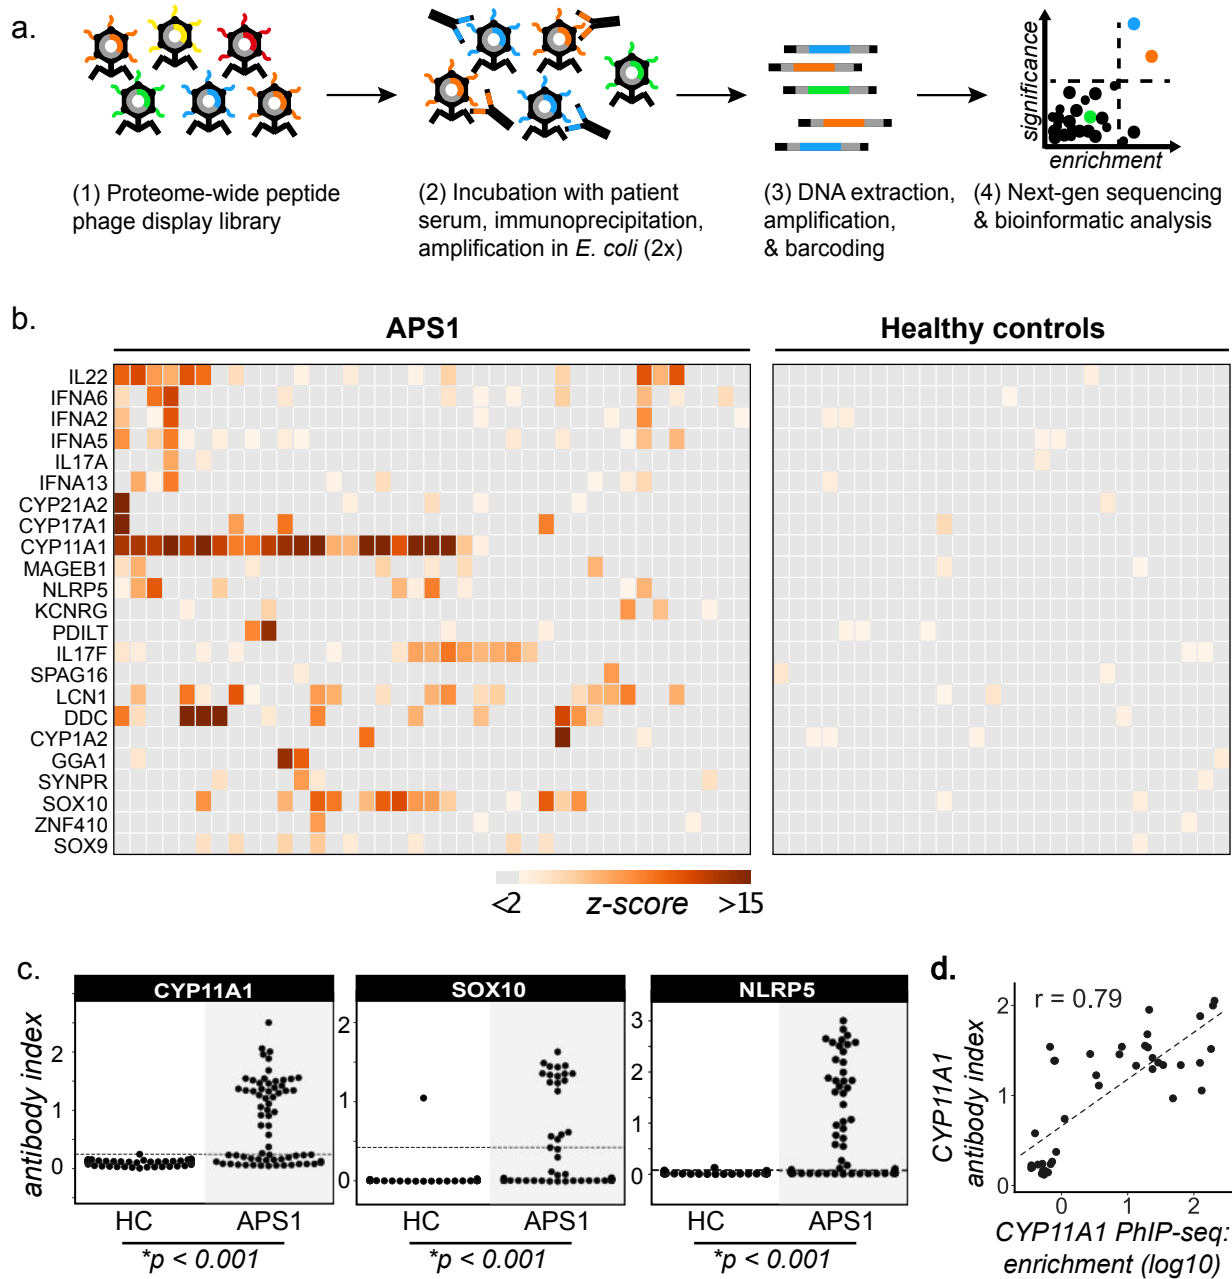 a.
significance
enrichment
(1) Proteome-wide peptide
phage display library
(2) Incubation with patient
serum, immunoprecipitation,
amplification in E. coli (2x)
(3) DNA extraction,
amplification,
& barcoding
(4) Next-gen sequencing
& bioinformatic analysis
b.
APS1
Healthy controls
IL22
IFNA6
IFNA2
IFNA5
IL17A
IFNA13
CYP21A2
CYP17A1
CYP11A1
MAGEB1
NLRP5
KCNRG
PDILT
IL17F
SPAG16
LCN1
DDC
CYP1A2
GGA1
SYNPR
SOX10
ZNF410
SOX9
<2 z-score >15
c.
CYP11A1
antibody index
2
1
0
HC APS1
*p < 0.001
SOX10
2
1
0
HC APS1
*p < 0.001
NLRP5
3
2
1
0
HC APS1
*p < 0.001
d.
r = 0.79
CYP11A1
antibody index
2
1
0
0 1 2
CYP11A1 PhIP-seq:
enrichment (log10)